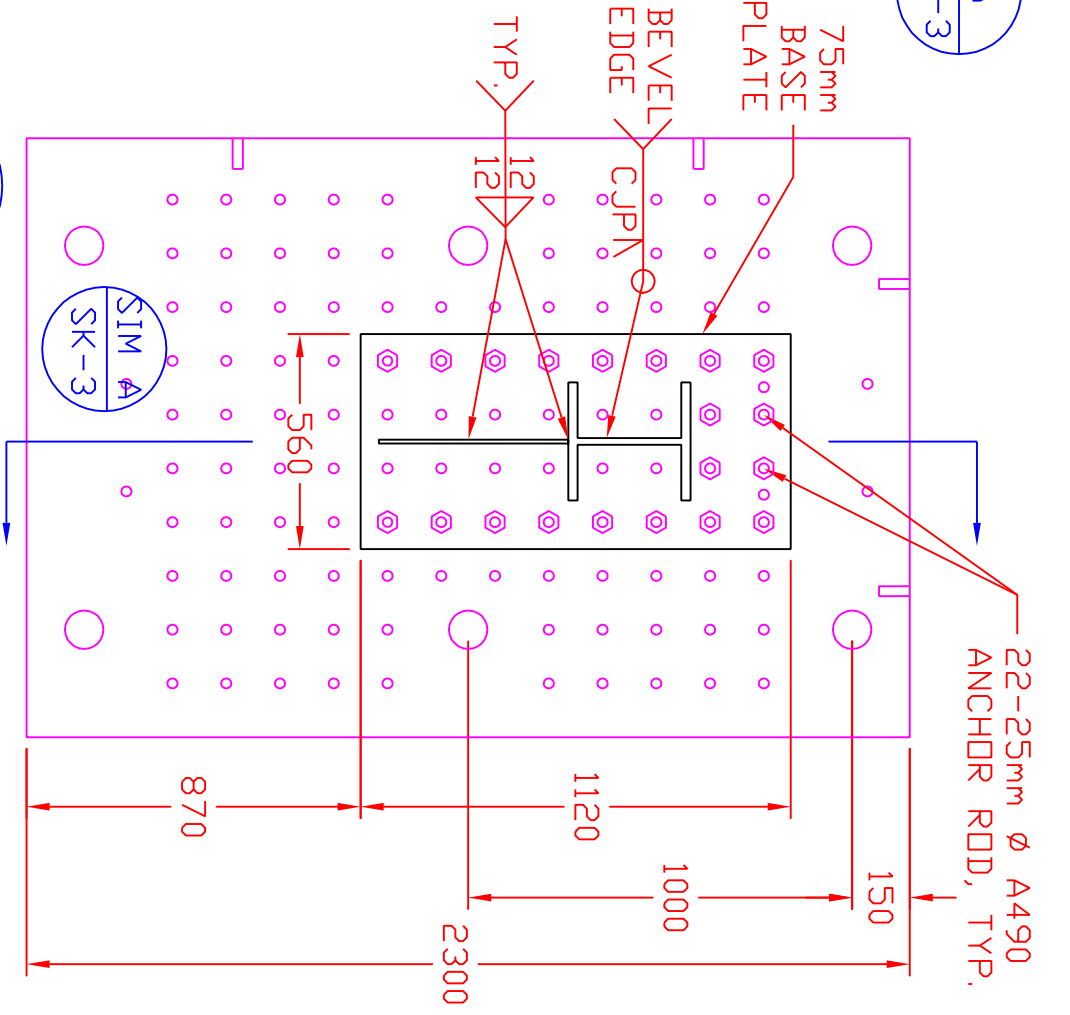 75mm
BASE
PLATE
BEVEL
EDGE
CJP
TYP.
12
12
SIM A
SK-3
-3
560
22-25mm Ø A490
ANCHOR ROD, TYP.
870
1120
1000
150
2300